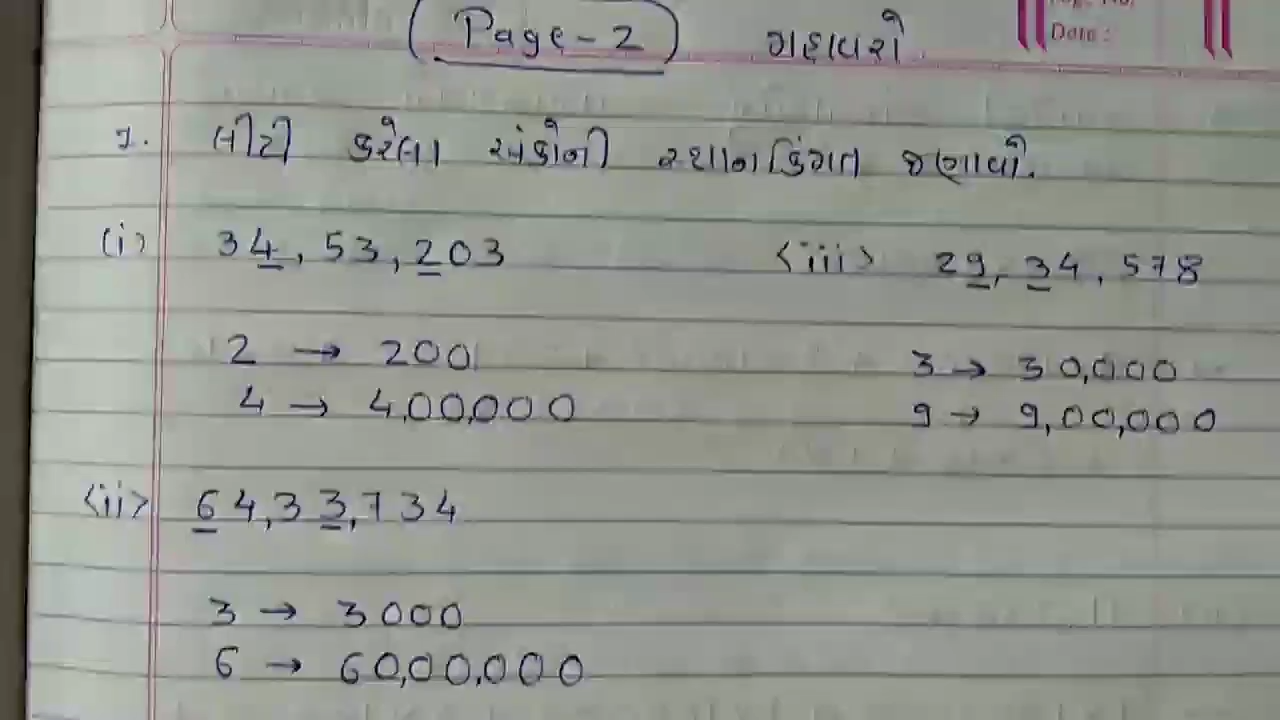 Page-2 મહાવરો
Date :
1. લીટી કરેલા અંકોની સ્થાનકિંમત જણાવો.
(i) 34,53,203
2 → 200
4 → 4,00,000
(ii) 64,33,734
3 → 3000
6 → 60,00,000
(iii) 29,34,578
3 → 30,000
9 → 9,00,000